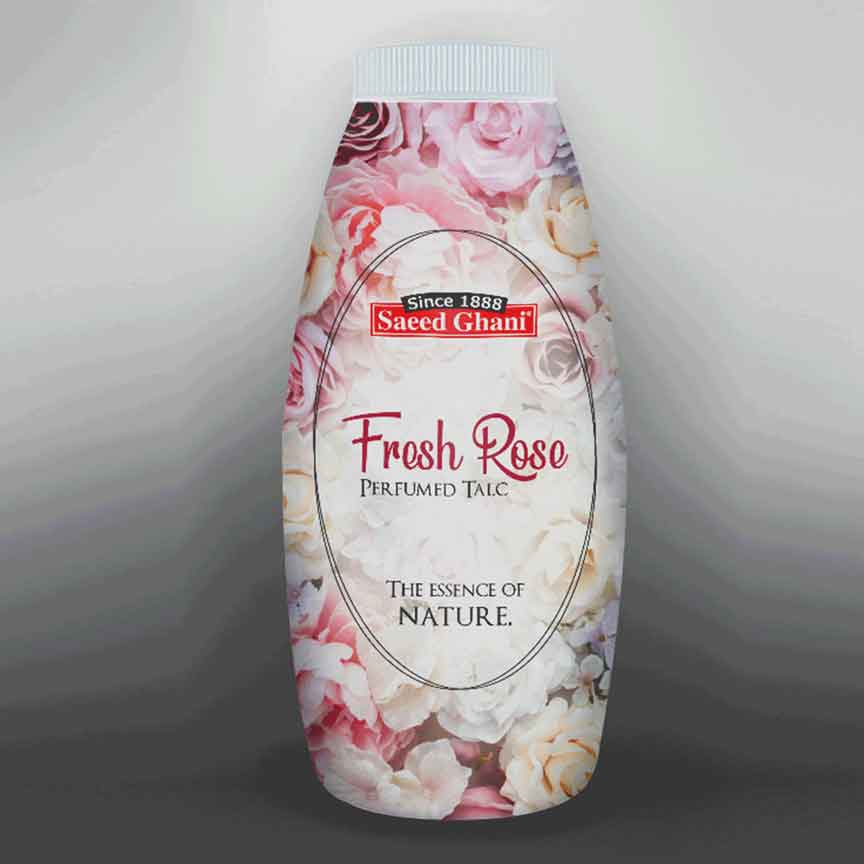 Since 1888
Saeed Ghani
Fresh Rose
PERFUMED TALC
THE ESSENCE OF
NATURE.